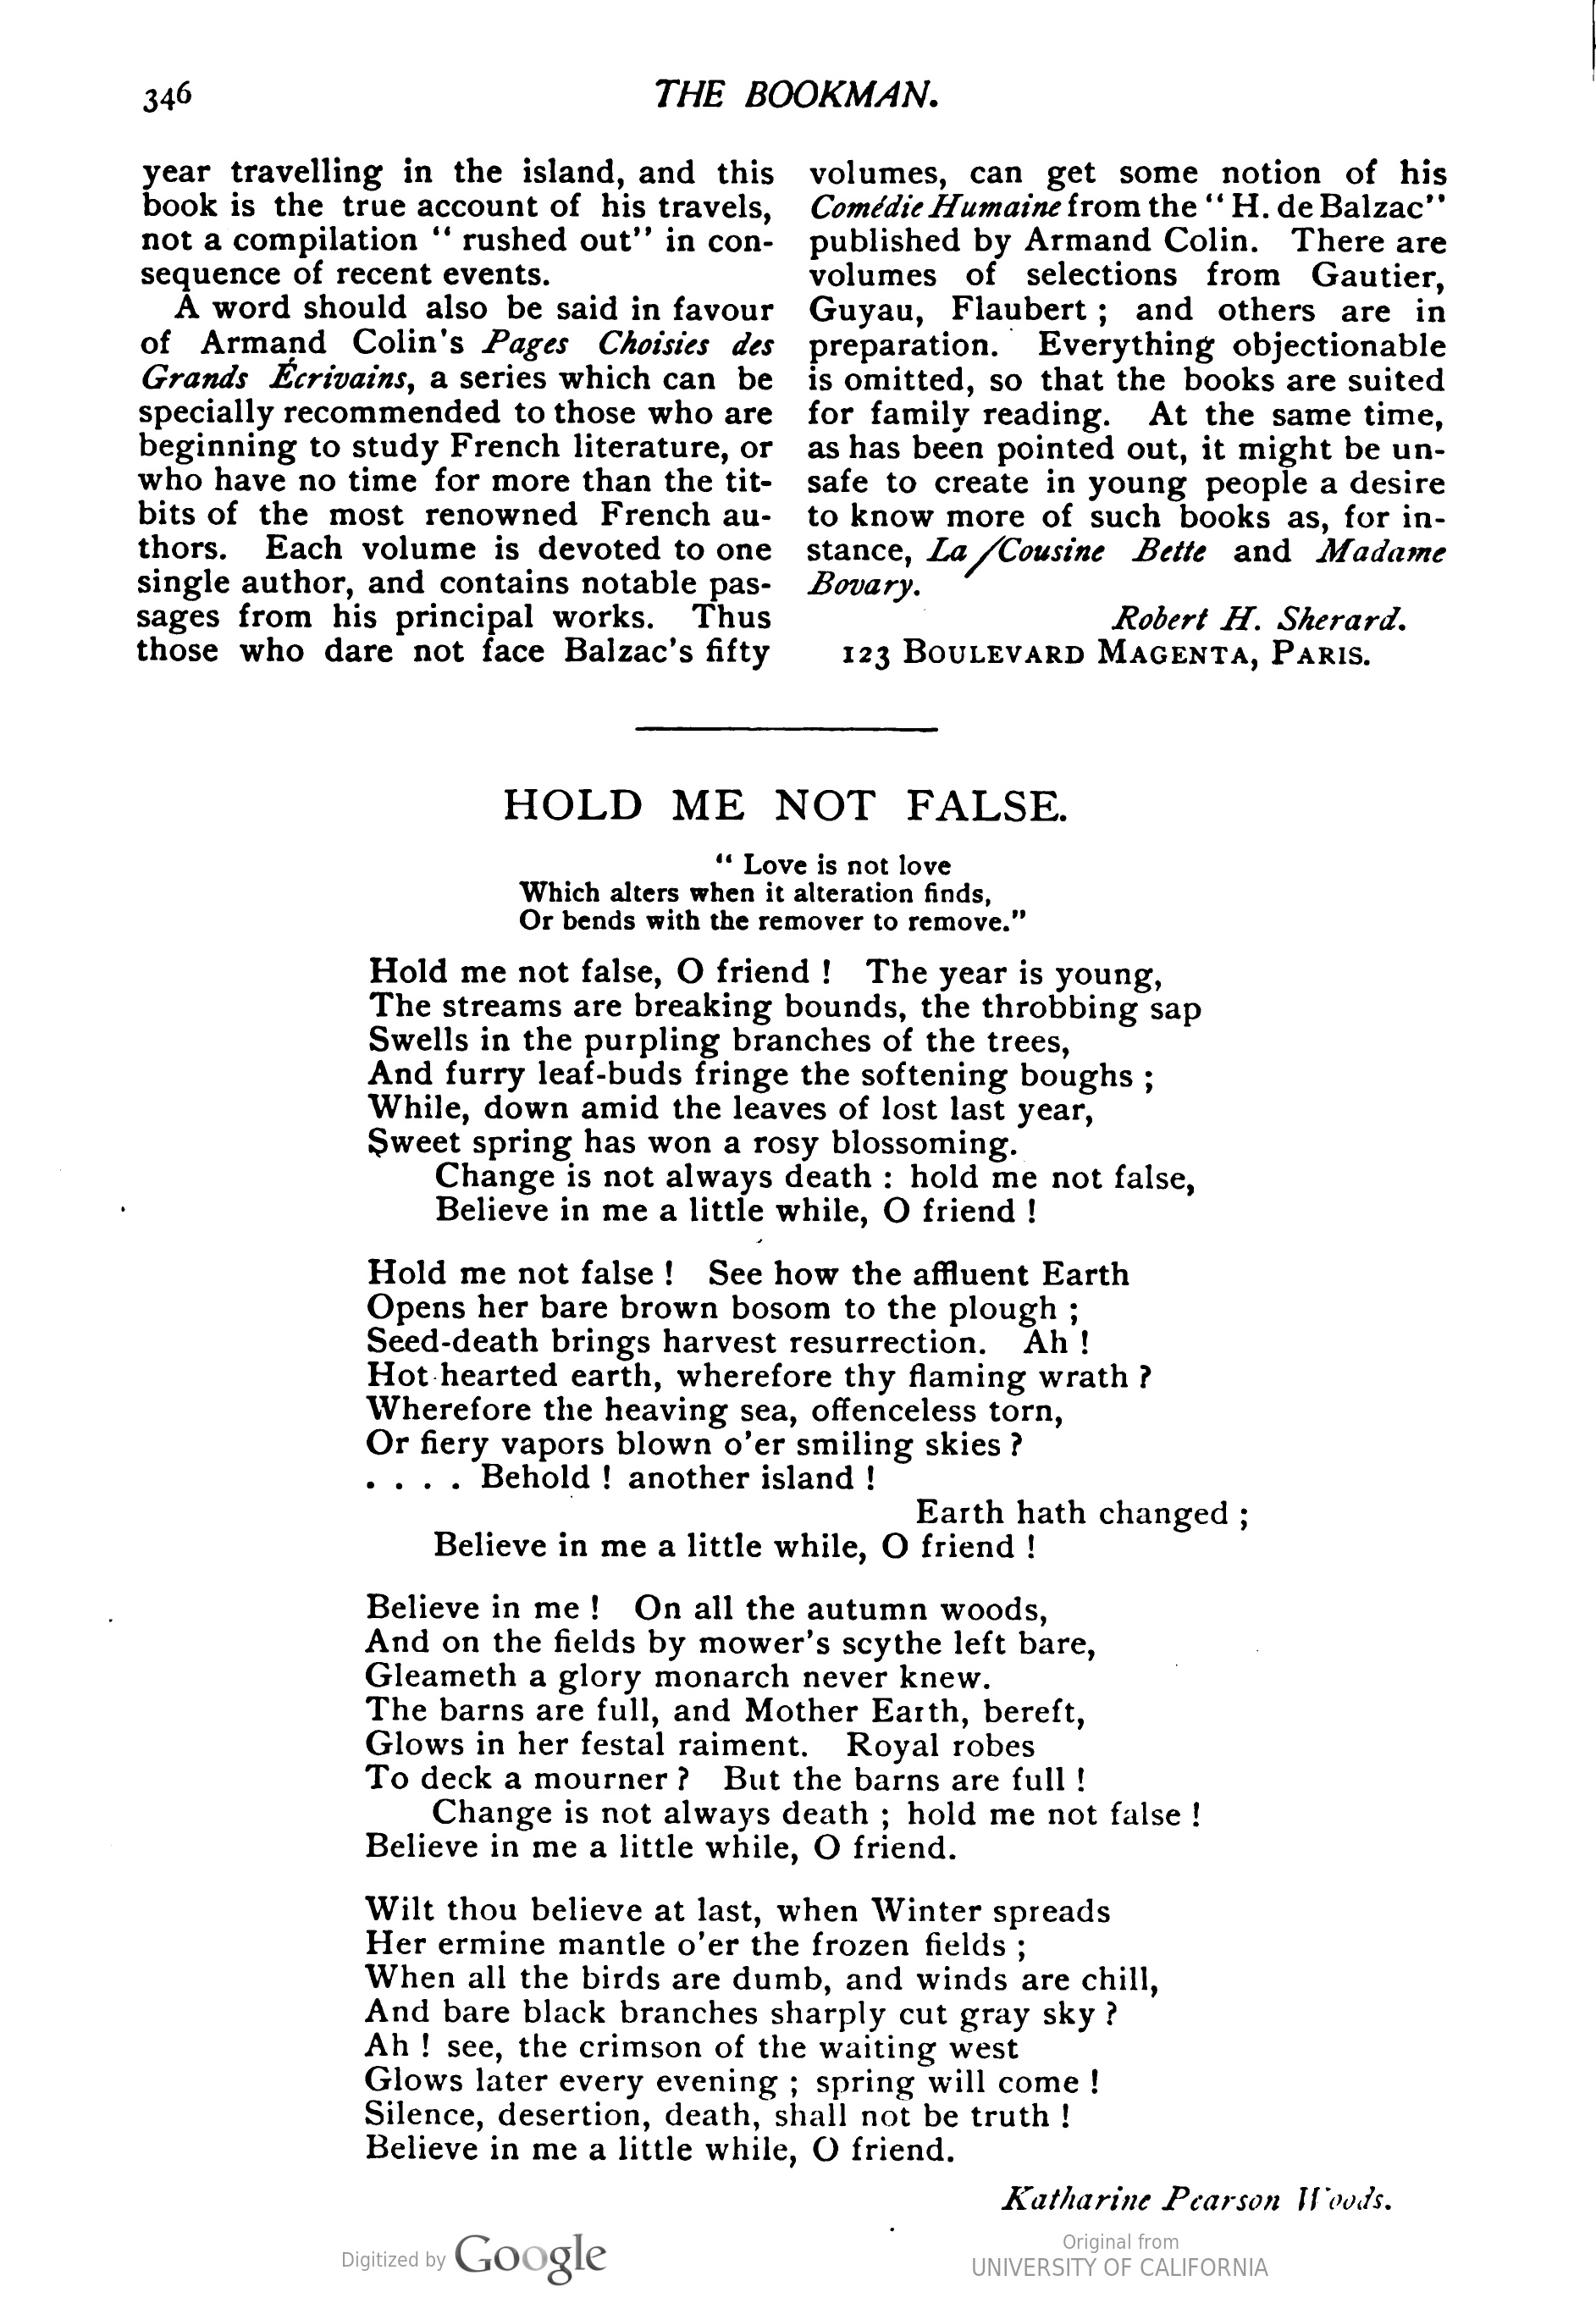 346
THE BOOKMAN.
year travelling in the island, and this
book is the true account of his travels,
not a compilation “ rushed out” in con-
sequence of recent events.
A word should also be said in favour
of Armand Colin's Pages Choisies des
Grands Écrivains, a series which can be
specially recommended to those who are
beginning to study French literature, or
who have no time for more than the tit-
bits of the most renowned French au-
thors. Each volume is devoted to one
single author, and contains notable pas-
sages from his principal works. Thus
those who dare not face Balzac's fifty
volumes, can get some notion of his
Comédie Humaine from the “ H. de Balzac”
published by Armand Colin. There are
volumes of selections from Gautier,
Guyau, Flaubert ; and others are in
preparation. Everything objectionable
is omitted, so that the books are suited
for family reading. At the same time,
as has been pointed out, it might be un-
safe to create in young people a desire
to know more of such books as, for in-
stance, La Cousine Bette and Madame
Bovary.
Robert H. Sherard.
123 BOULEVARD MAGENTA, PARIS.
HOLD ME NOT FALSE.
“ Love is not love
Which alters when it alteration finds,
Or bends with the remover to remove.”
Hold me not false, O friend ! The year is young,
The streams are breaking bounds, the throbbing sap
Swells in the purpling branches of the trees,
And furry leaf-buds fringe the softening boughs ;
While, down amid the leaves of lost last year,
Sweet spring has won a rosy blossoming.
Change is not always death : hold me not false,
Believe in me a little while, O friend !
Hold me not false ! See how the affluent Earth
Opens her bare brown bosom to the plough ;
Seed-death brings harvest resurrection. Ah !
Hot-hearted earth, wherefore thy flaming wrath ?
Wherefore the heaving sea, offenceless torn,
Or fiery vapors blown o'er smiling skies ?
. . . . Behold ! another island !
Earth hath changed ;
Believe in me a little while, O friend !
Believe in me ! On all the autumn woods,
And on the fields by mower's scythe left bare,
Gleameth a glory monarch never knew.
The barns are full, and Mother Earth, bereft,
Glows in her festal raiment. Royal robes
To deck a mourner ? But the barns are full !
Change is not always death ; hold me not false !
Believe in me a little while, O friend.
Wilt thou believe at last, when Winter spreads
Her ermine mantle o'er the frozen fields ;
When all the birds are dumb, and winds are chill,
And bare black branches sharply cut gray sky ?
Ah ! see, the crimson of the waiting west
Glows later every evening ; spring will come !
Silence, desertion, death, shall not be truth !
Believe in me a little while, O friend.
Katharine Pearson Woods.
Digitized by Google
Original from
UNIVERSITY OF CALIFORNIA